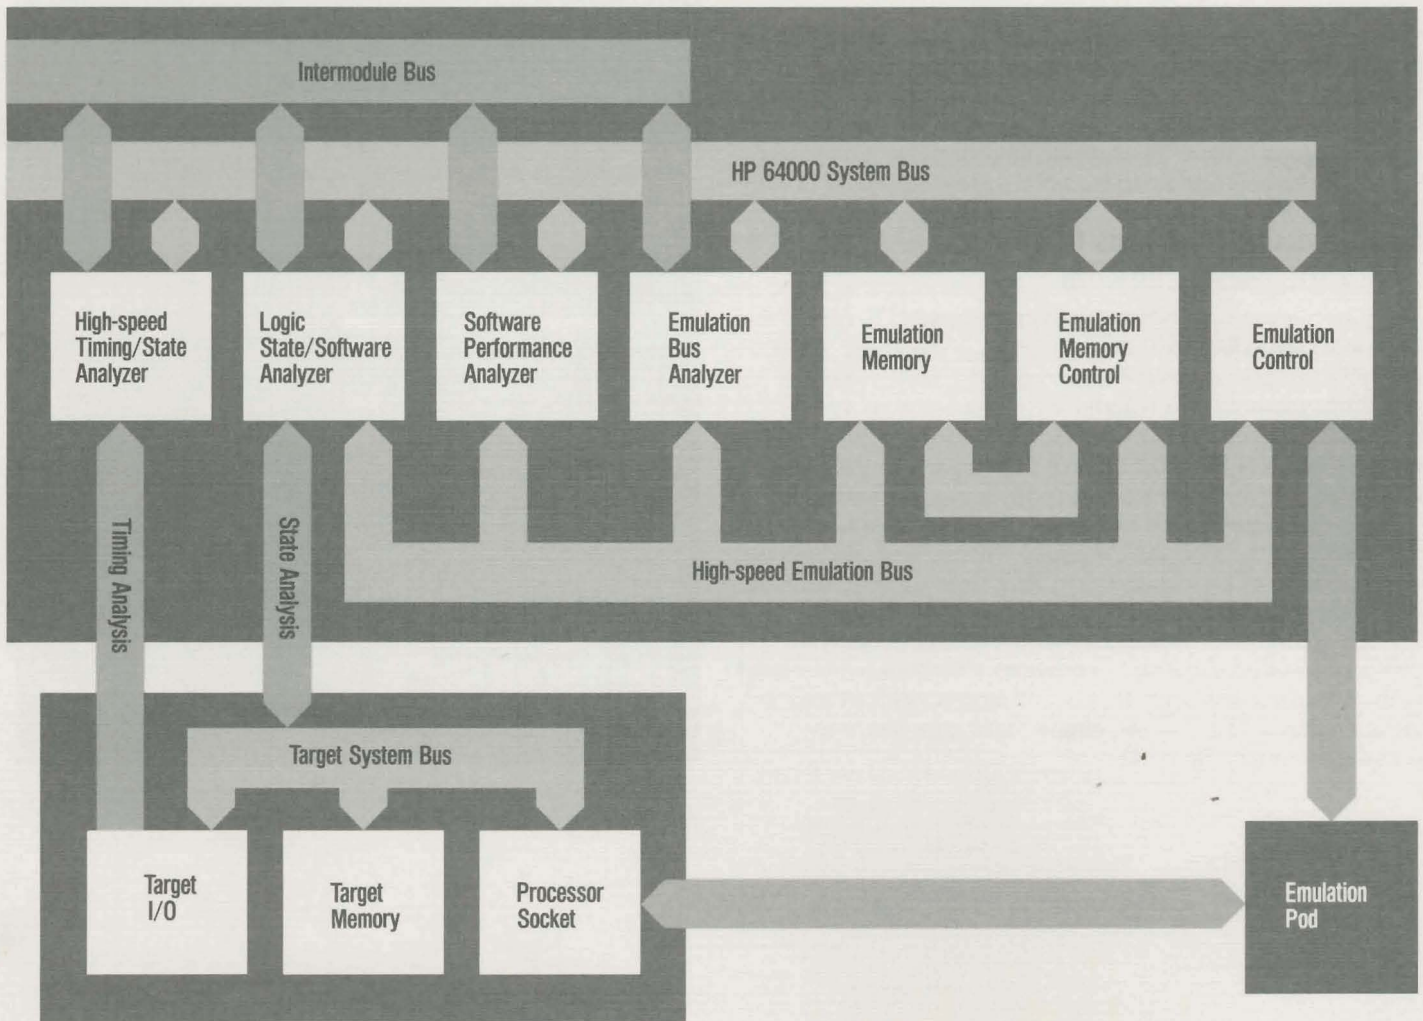 Intermodule Bus
HP 64000 System Bus
High-speed
Timing/State
Analyzer
Logic
State/Software
Analyzer
Software
Performance
Analyzer
Emulation
Bus
Analyzer
Emulation
Memory
Emulation
Memory
Control
Emulation
Control
Timing Analysis
State Analysis
High-speed Emulation Bus
Target System Bus
Target
I/O
Target
Memory
Processor
Socket
Emulation
Pod